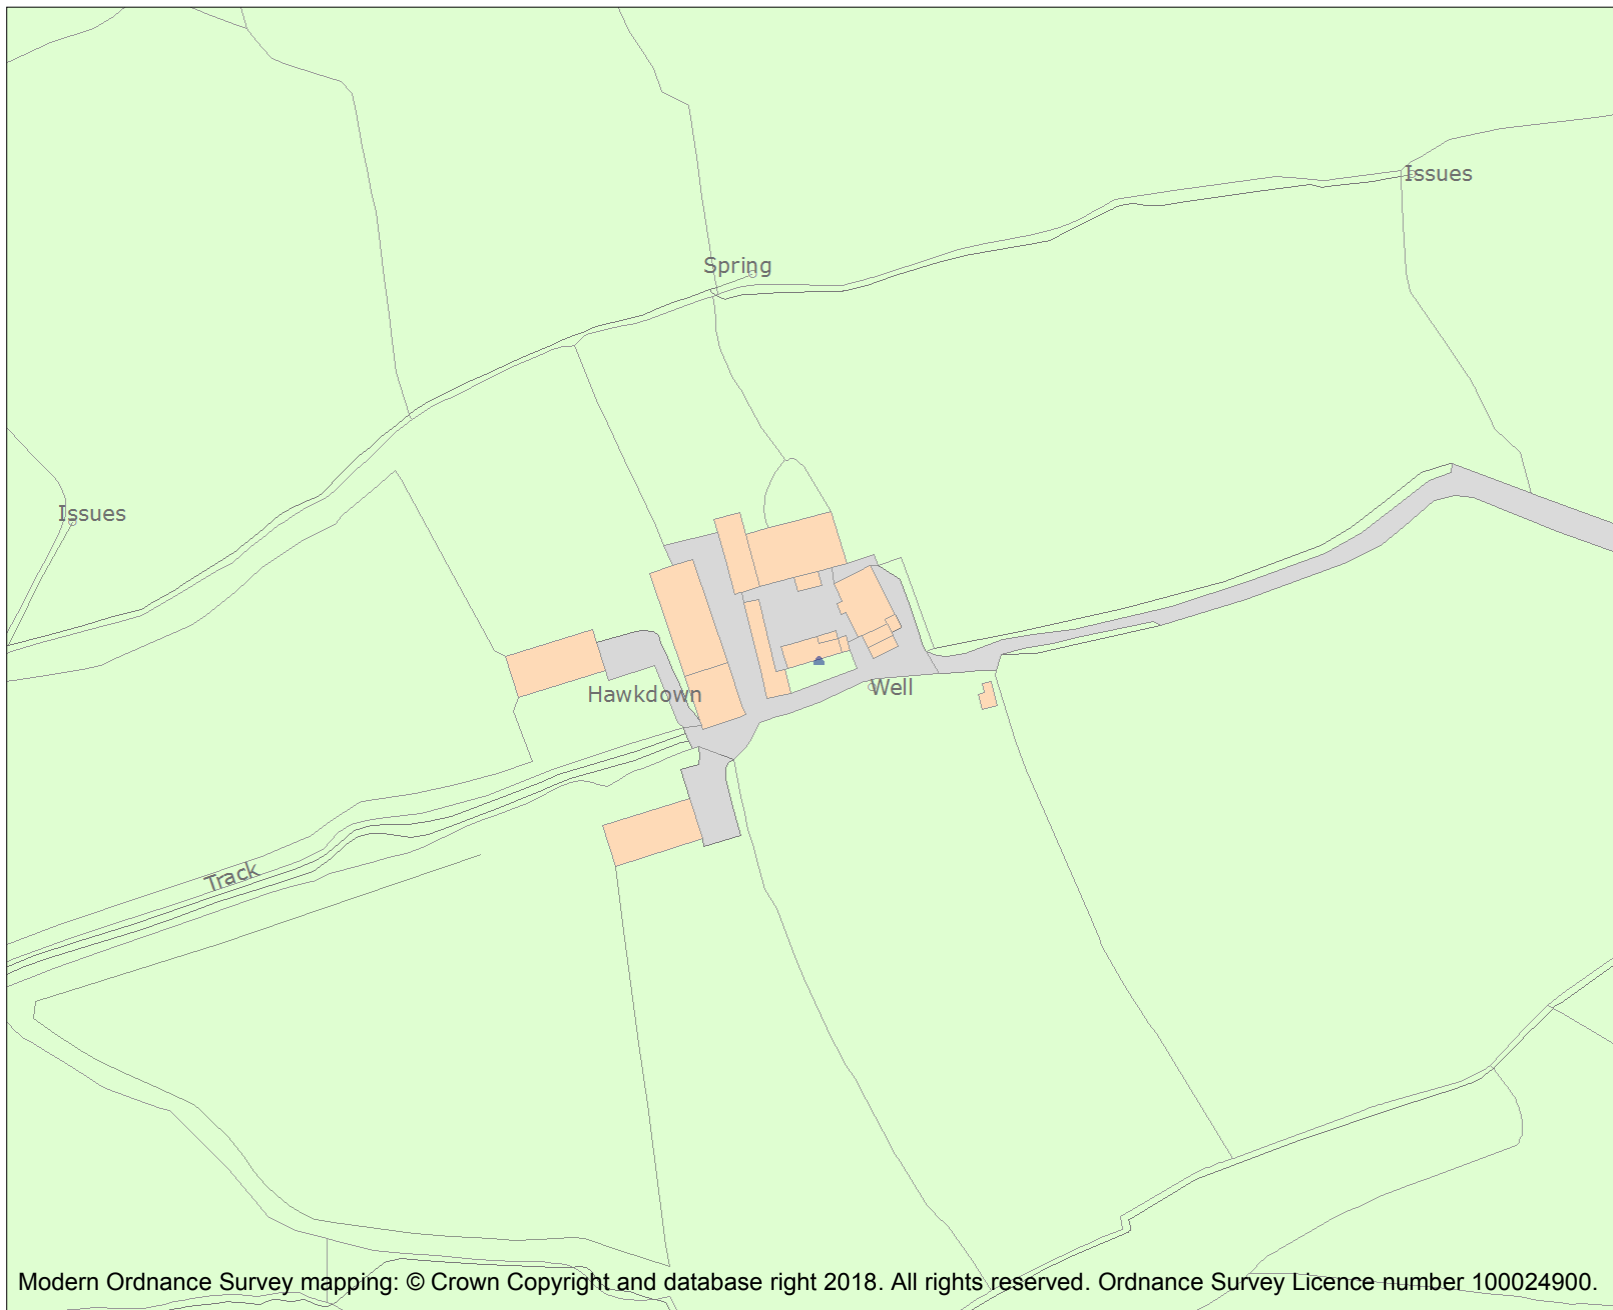 Issues
Spring
Issues
Well
Hawkdown
Track
Modern Ordnance Survey mapping: © Crown Copyright and database right 2018. All rights reserved. Ordnance Survey Licence number 100024900.